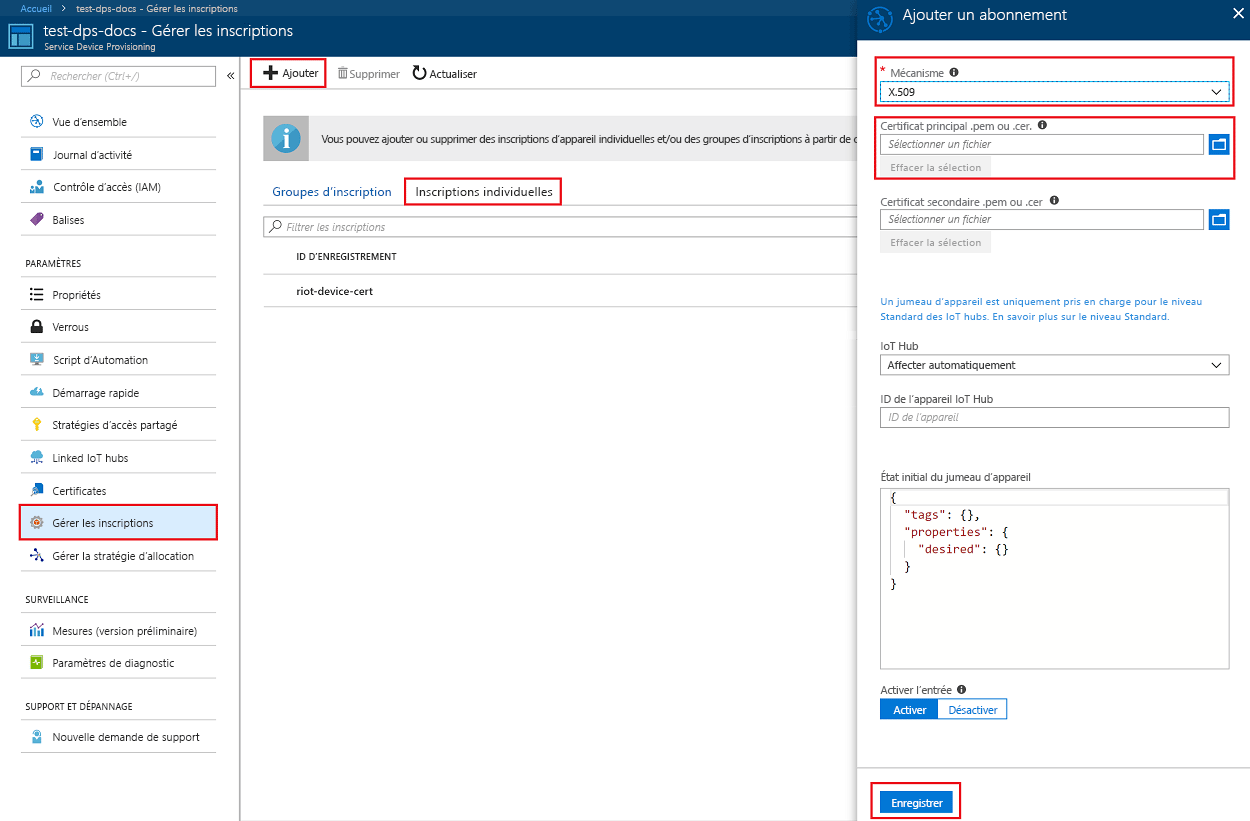 Accueil > test-dps-docs - Gérer les inscriptions
test-dps-docs - Gérer les inscriptions
Service Device Provisioning
Rechercher (Ctrl+/)
«
Vue d'ensemble
Journal d'activité
Contrôle d'accès (IAM)
Balises
PARAMÈTRES
Propriétés
Verrous
Script d'Automation
Démarrage rapide
Stratégies d'accès partagé
Linked IoT hubs
Certificates
Gérer les inscriptions
Gérer la stratégie d'allocation
SURVEILLANCE
Mesures (version préliminaire)
Paramètres de diagnostic
SUPPORT ET DÉPANNAGE
Nouvelle demande de support
Ajouter
Supprimer
Actualiser
Vous pouvez ajouter ou supprimer des inscriptions d'appareil individuelles et/ou des groupes d'inscriptions à partir de
Groupes d'inscription
Inscriptions individuelles
Filtrer les inscriptions
ID D'ENREGISTREMENT
riot-device-cert
Ajouter un abonnement
* Mécanisme
X.509
Certificat principal .pem ou .cer.
Sélectionner un fichier
Effacer la sélection
Certificat secondaire .pem ou .cer
Sélectionner un fichier
Effacer la sélection
Un jumeau d'appareil est uniquement pris en charge pour le niveau
Standard des IoT hubs. En savoir plus sur le niveau Standard.
IoT Hub
Affecter automatiquement
ID de l'appareil IoT Hub
ID de l'appareil
État initial du jumeau d'appareil
{
"tags": {},
"properties": {
"desired": {}
}
}
Activer l'entrée
Activer
Désactiver
Enregistrer